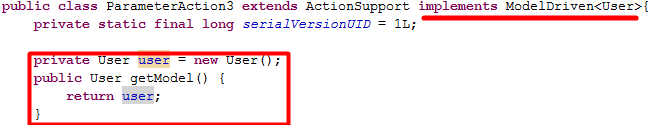 public class ParameterAction3 extends ActionSupport implements ModelDriven<User>{
private static final long serialVersionUID = 1L;
private User user = new User();
public User getModel() {
return user;
}